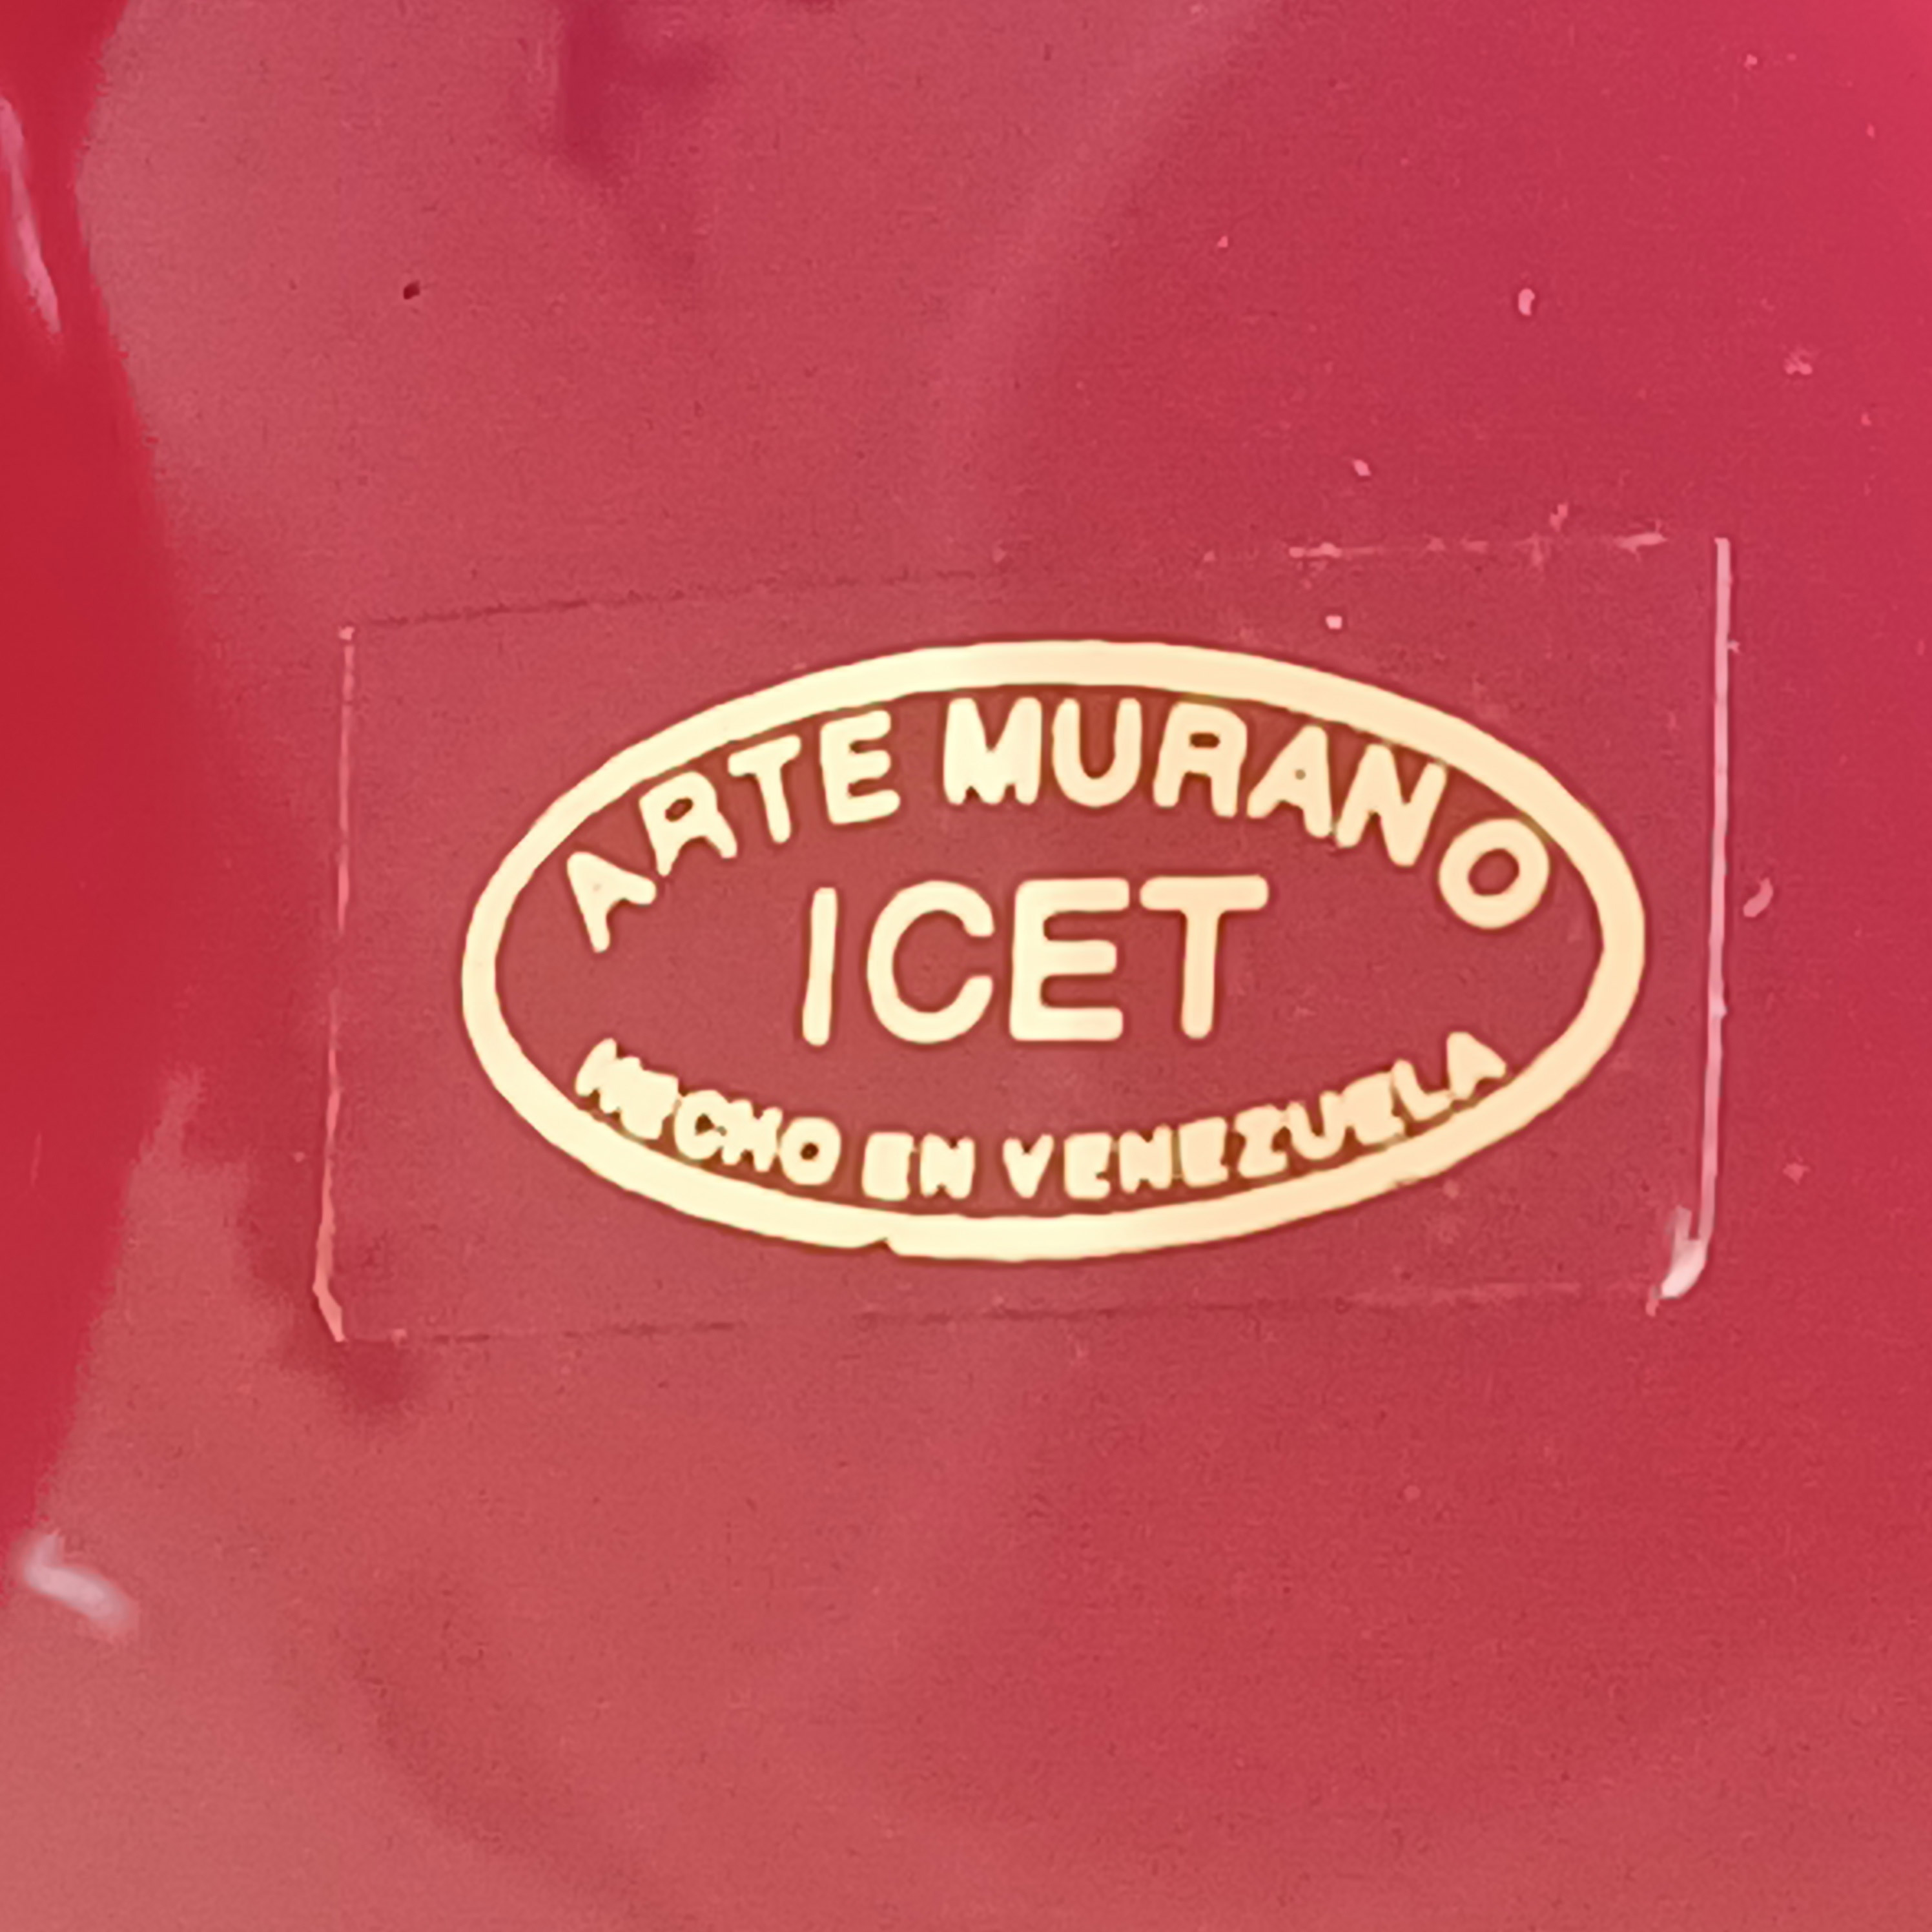 ARTE MURANO
ICET
HECHO EN VENEZUELA